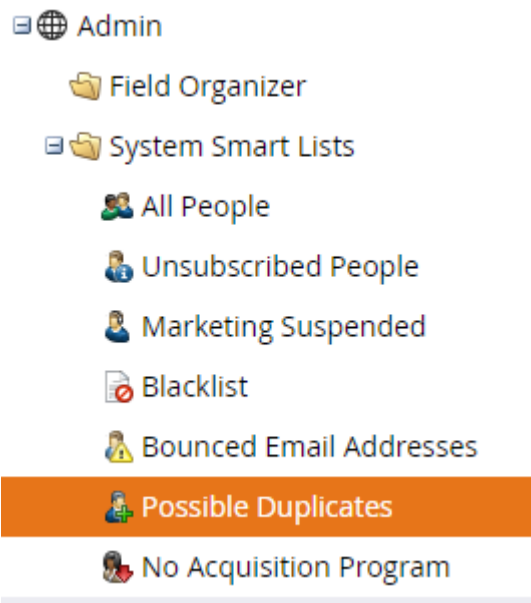 Admin
Field Organizer
System Smart Lists
All People
Unsubscribed People
Marketing Suspended
Blacklist
Bounced Email Addresses
Possible Duplicates
No Acquisition Program